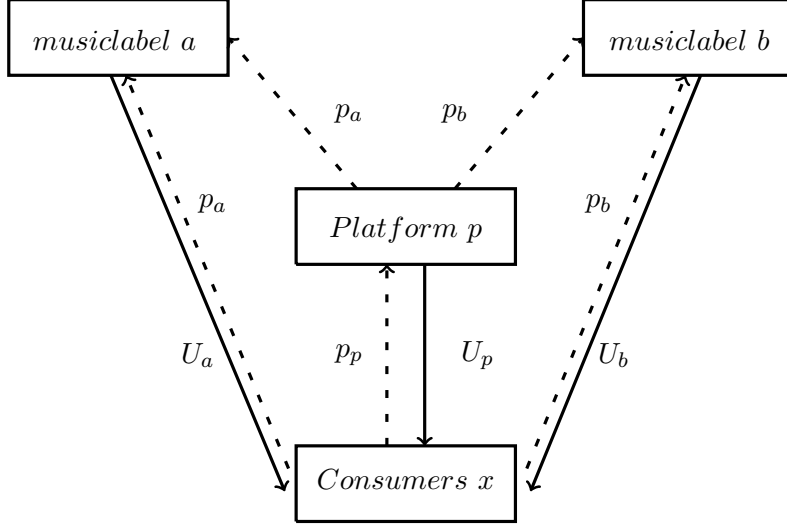 musiclabel a
musiclabel b
p_a
p_b
p_a
p_b
Platform p
U_a
p_p
U_p
U_b
Consumers x